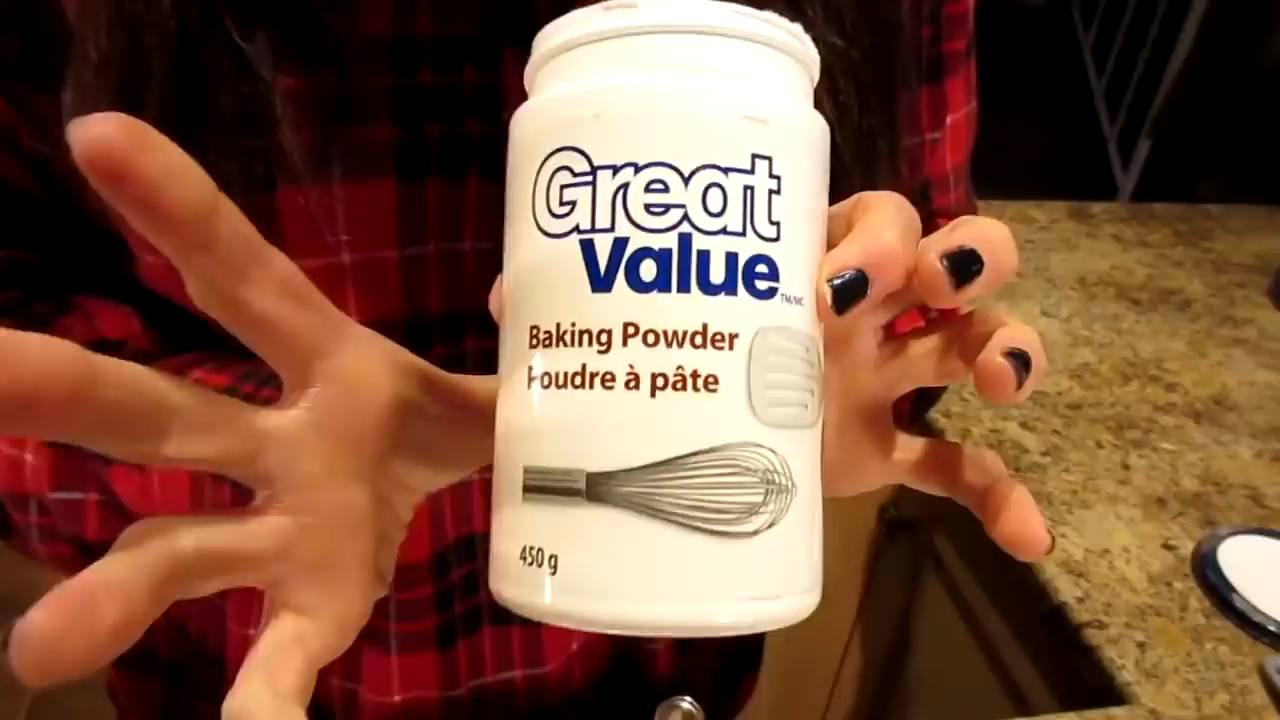 Great
Value
Baking Powder
Poudre à pâte
450 g